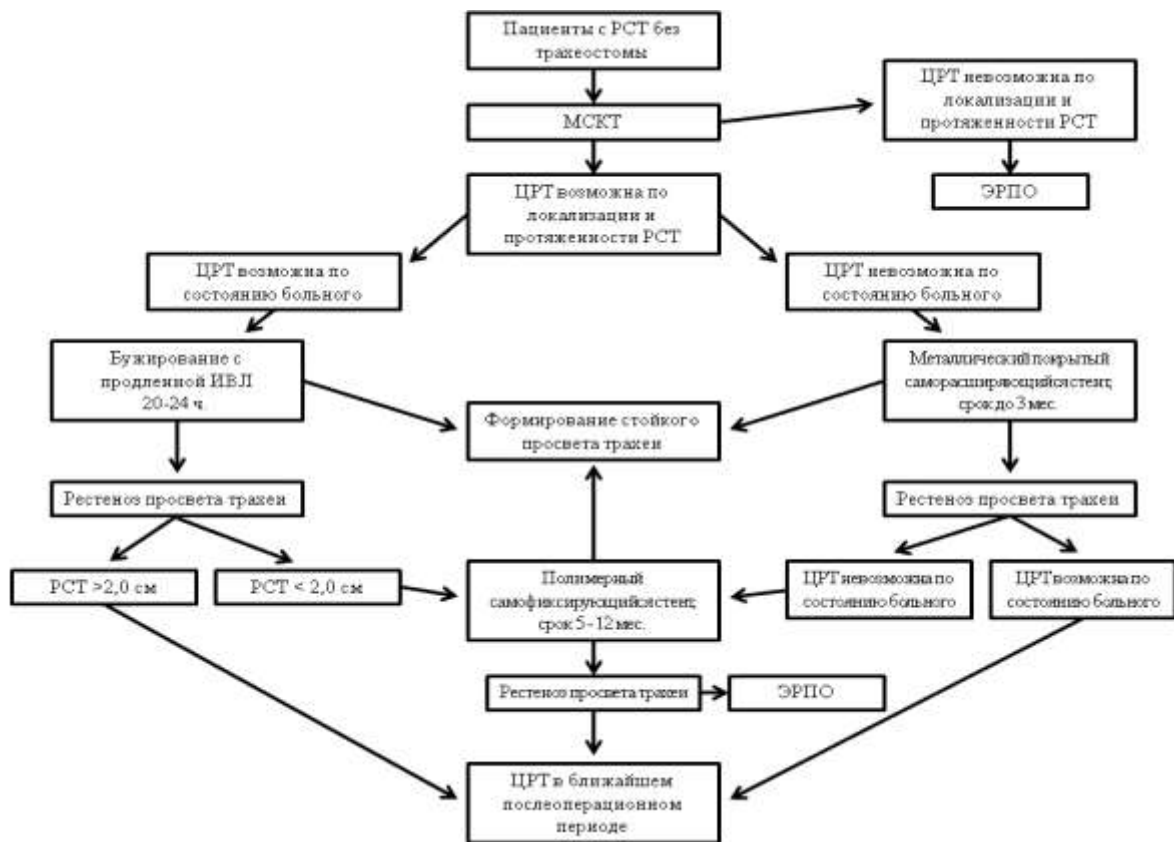 Пациенты с РСТ без
трахеостомы
МСКТ
ЦРТ невозможна по
локализации и
протяженности РСТ
ЭРПО
ЦРТ возможна по
локализации и
протяженности РСТ
ЦРТ возможна по
состоянию больного
ЦРТ невозможна по
состоянию больного
Бужирование с
продленной ИВЛ
20-24 ч.
Металлический покрытый
саморасширяющийся стент,
срок до 3 мес.
Формирование стойкого
просвета трахеи
Рестеноз просвета трахеи
Рестеноз просвета трахеи
РСТ >2,0 см
РСТ < 2,0 см
Полимерный
самофиксирующийся стент,
срок 5-12 мес.
ЦРТ невозможна по
состоянию больного
ЦРТ возможна по
состоянию больного
Рестеноз просвета трахеи
ЭРПО
ЦРТ в ближайшем
послеоперационном
периоде